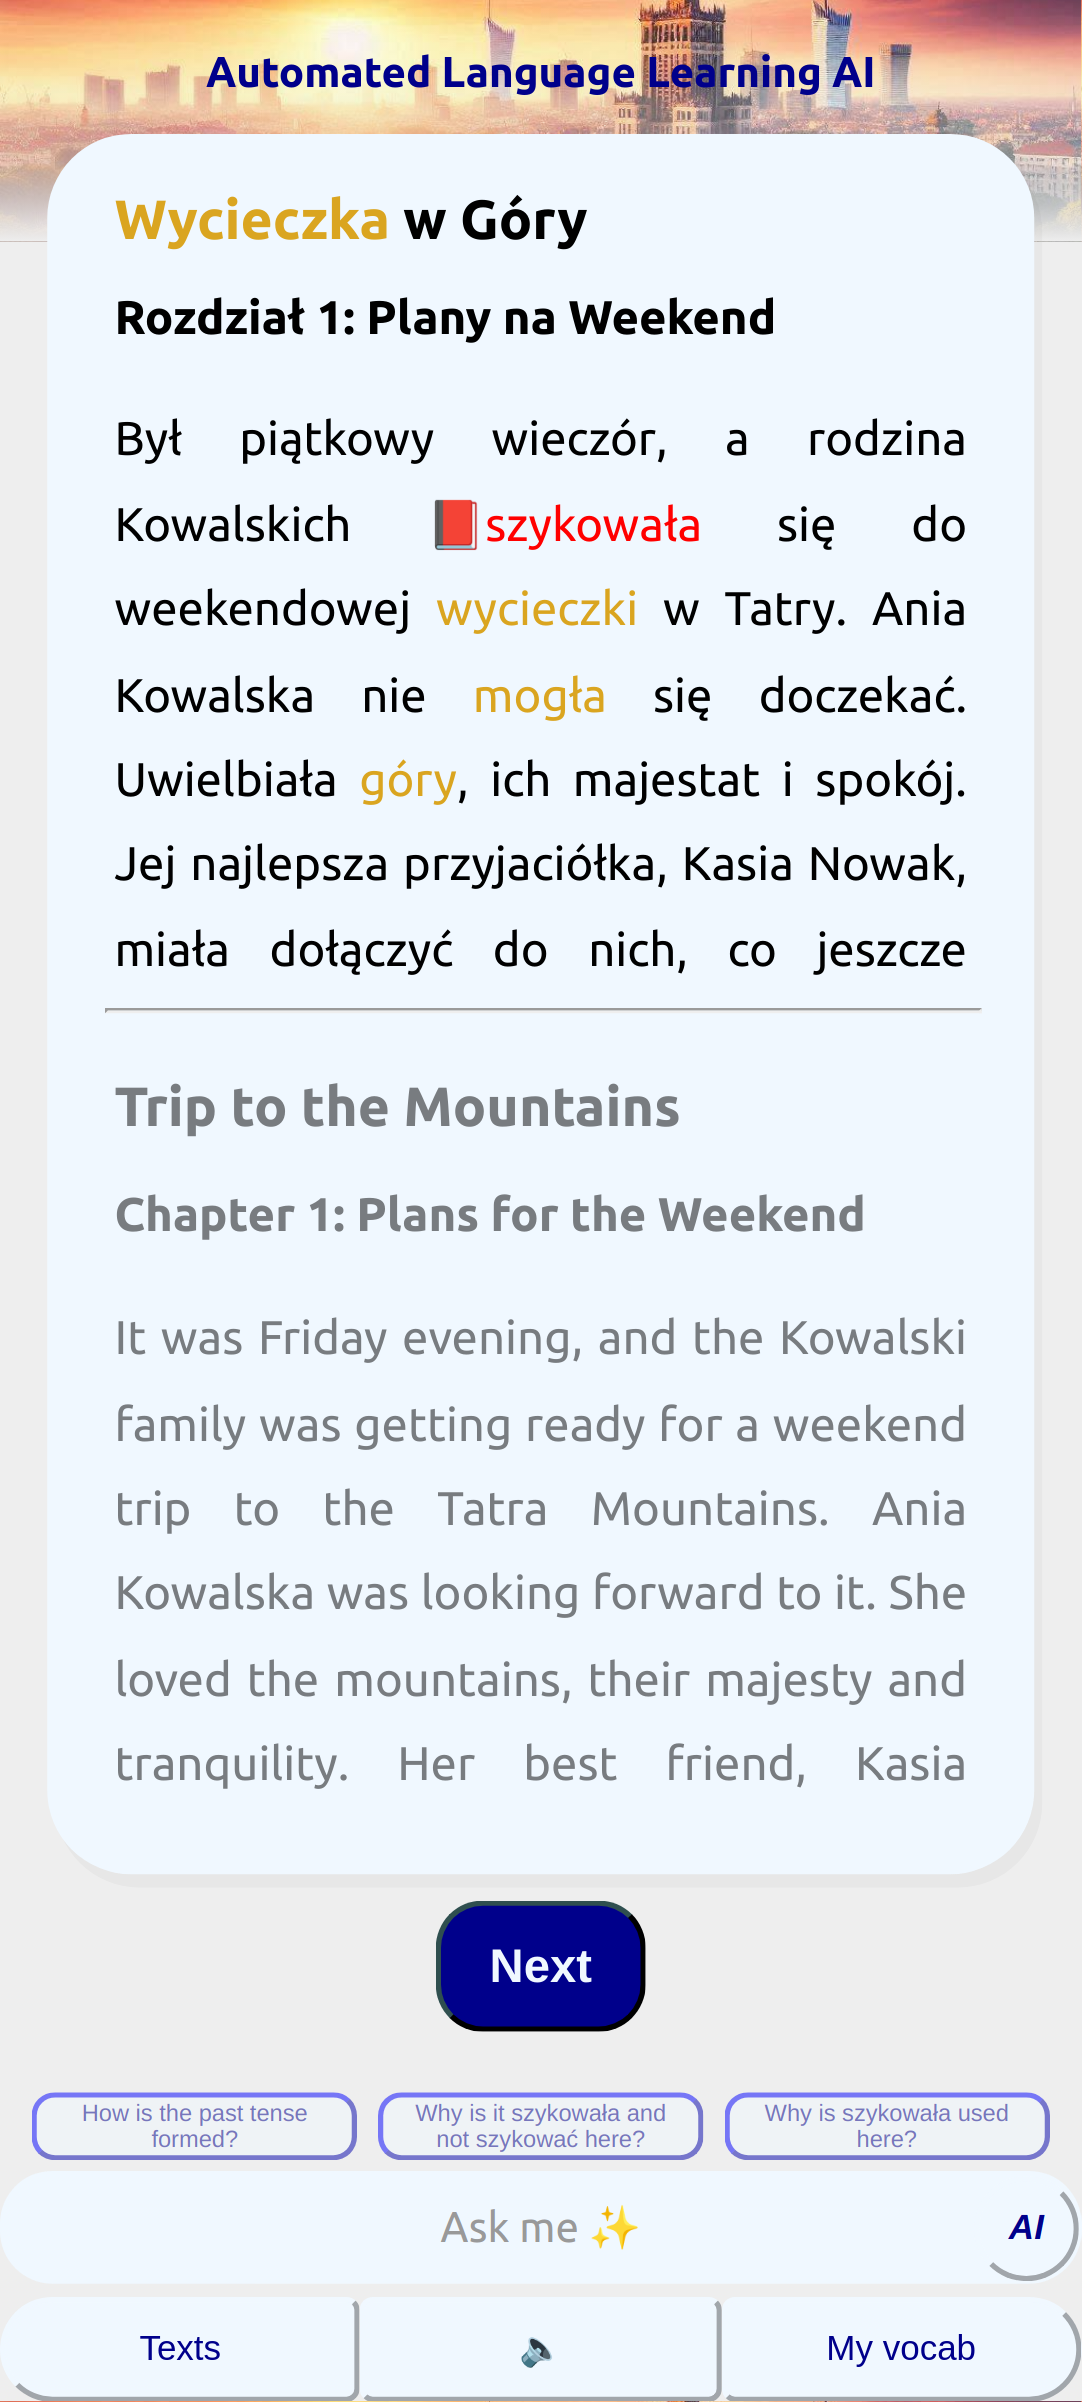 Automated Language Learning AI
Wycieczka w Góry
Rozdział 1: Plany na Weekend
Był piątkowy wieczór, a rodzina
Kowalskich 📕szykowała się do
weekendowej wycieczki w Tatry. Ania
Kowalska nie mogła się doczekać.
Uwielbiała góry, ich majestat i spokój.
Jej najlepsza przyjaciółka, Kasia Nowak,
miała dołączyć do nich, co jeszcze
Trip to the Mountains
Chapter 1: Plans for the Weekend
It was Friday evening, and the Kowalski
family was getting ready for a weekend
trip to the Tatra Mountains. Ania
Kowalska was looking forward to it. She
loved the mountains, their majesty and
tranquility. Her best friend, Kasia
Next
How is the past tense
formed?
Why is it szykowała and
not szykować here?
Why is szykowała used
here?
Ask me ✨
AI
Texts
🔈
My vocab